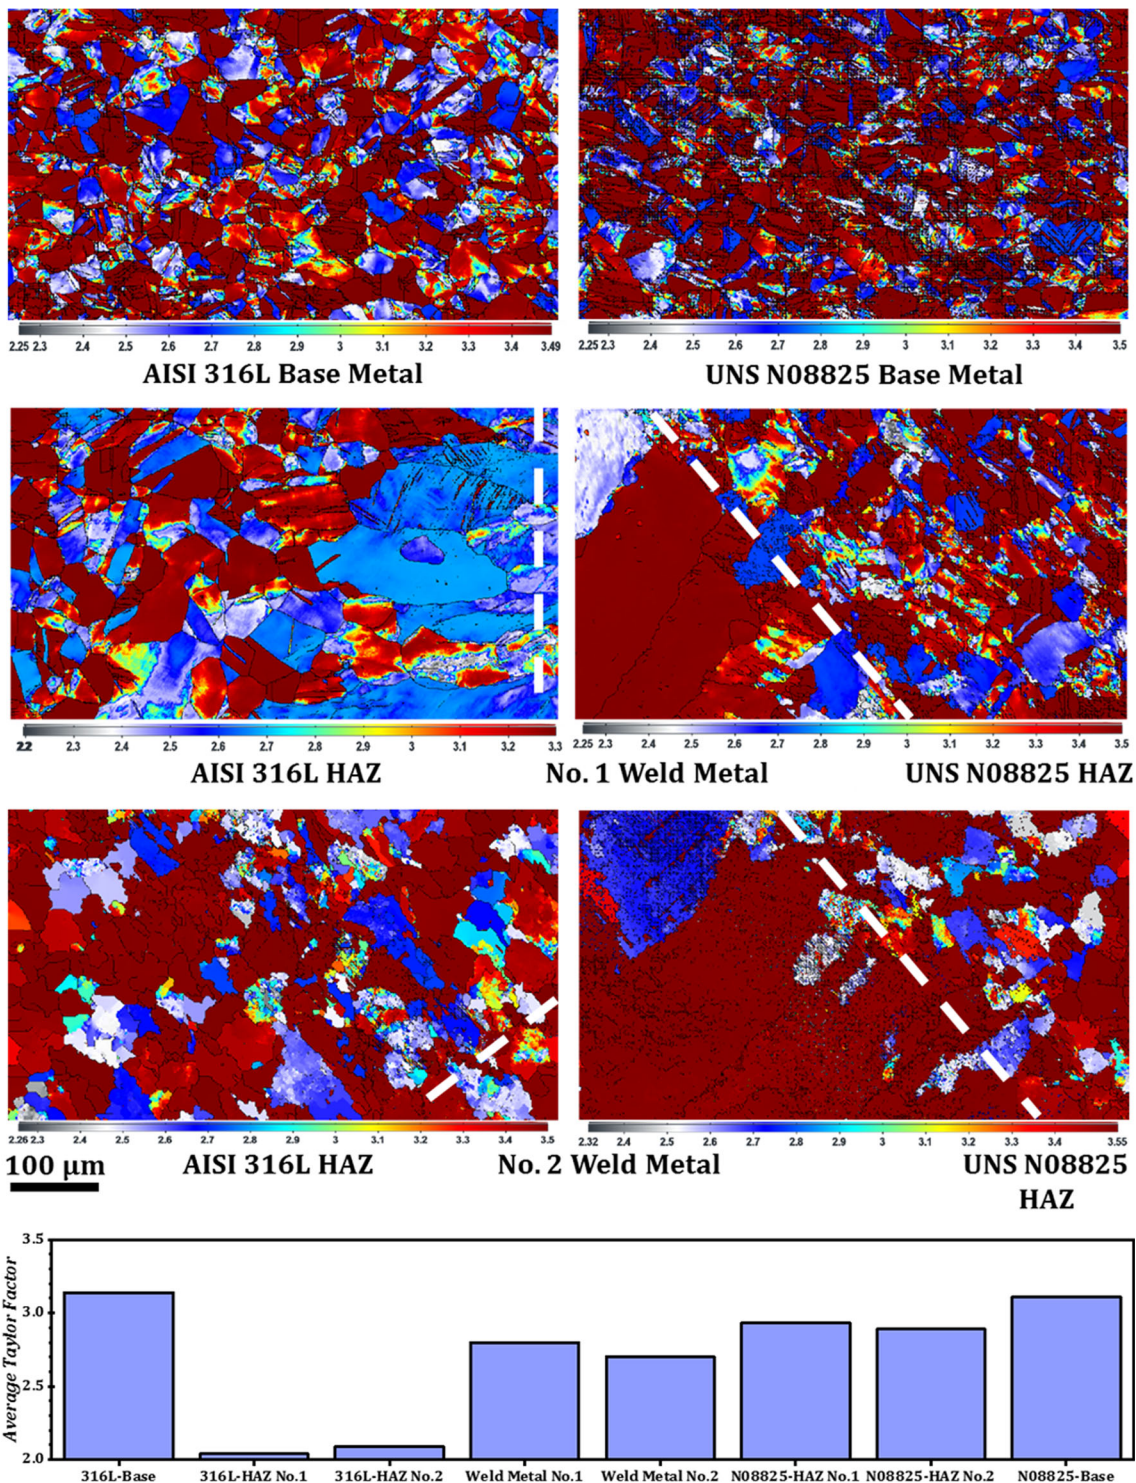 2.25 2.3 2.4 2.5 2.6 2.7 2.8 2.9 3 3.1 3.2 3.3 3.4 3.49
2.25 2.3 2.4 2.5 2.6 2.7 2.8 2.9 3 3.1 3.2 3.3 3.4 3.5
AISI 316L Base Metal
UNS N08825 Base Metal
2.2 2.3 2.4 2.5 2.6 2.7 2.8 2.9 3 3.1 3.2 3.3
2.25 2.3 2.4 2.5 2.6 2.7 2.8 2.9 3 3.1 3.2 3.3 3.4 3.5
AISI 316L HAZ
No. 1 Weld Metal
UNS N08825 HAZ
2.26 2.3 2.5 2.6 2.7 2.8 2.9 3 3.1 3.2 3.3 3.4 3.5
2.32 2.4 2.5 2.6 2.7 2.8 2.9 3 3.1 3.2 3.3 3.4 3.55
100 µm
AISI 316L HAZ
No. 2 Weld Metal
UNS N08825
HAZ
Average Taylor Factor
3.5
3.0
2.5
2.0
316L-Base 316L-HAZ No.1 316L-HAZ No.2 Weld Metal No.1 Weld Metal No.2 N08825-HAZ No.1 N08825-HAZ No.2 N08825-Base